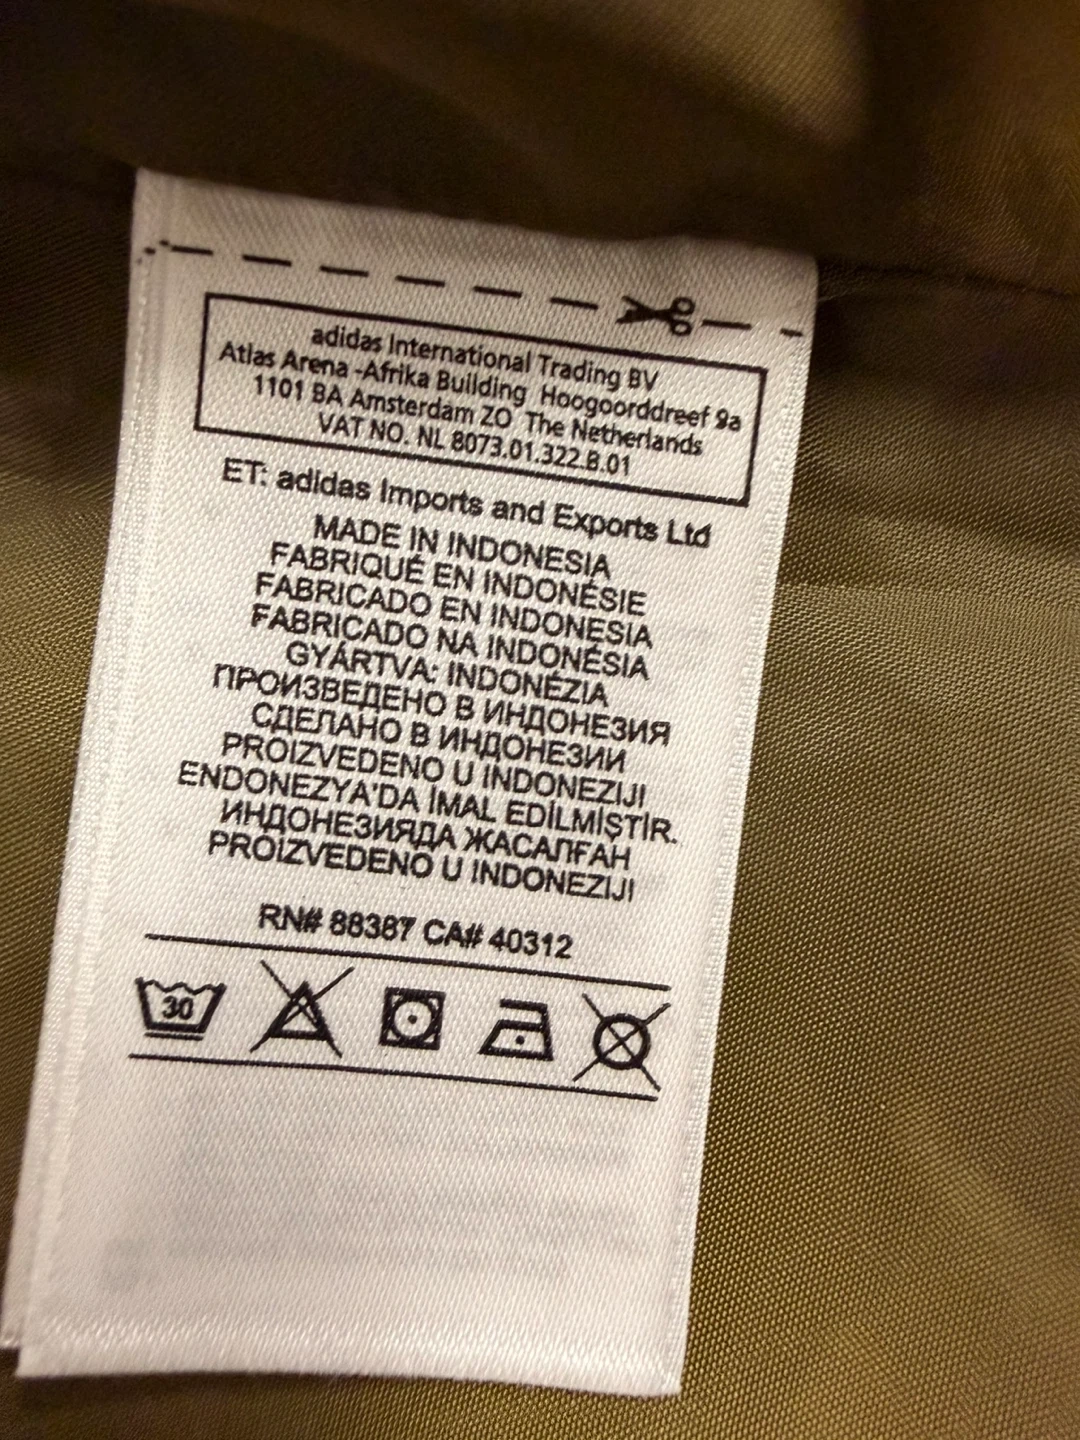 adidas International Trading BV
Atlas Arena -Afrika Building Hoogoorddreef 9a
1101 BA Amsterdam ZO The Netherlands
VAT NO. NL 8073.01.322.B.01
ET: adidas Imports and Exports Ltd
MADE IN INDONESIA
FABRIQUÉ EN INDONÉSIE
FABRICADO EN INDONESIA
FABRICADO NA INDONÉSIA
GYÁRTVA: INDONÉZIA
ПРОИЗВЕДЕНО В ИНДОНЕЗИЯ
СДЕЛАНО В ИНДОНЕЗИИ
PROIZVEDENO U INDONEZIJI
ENDONEZYA'DA İMAL EDİLMİŞTİR.
ИНДОНЕЗИЯДА ЖАСАЛҒАН
PROIZVEDENO U INDONEZIJI
RN# 88387 CA# 40312
30